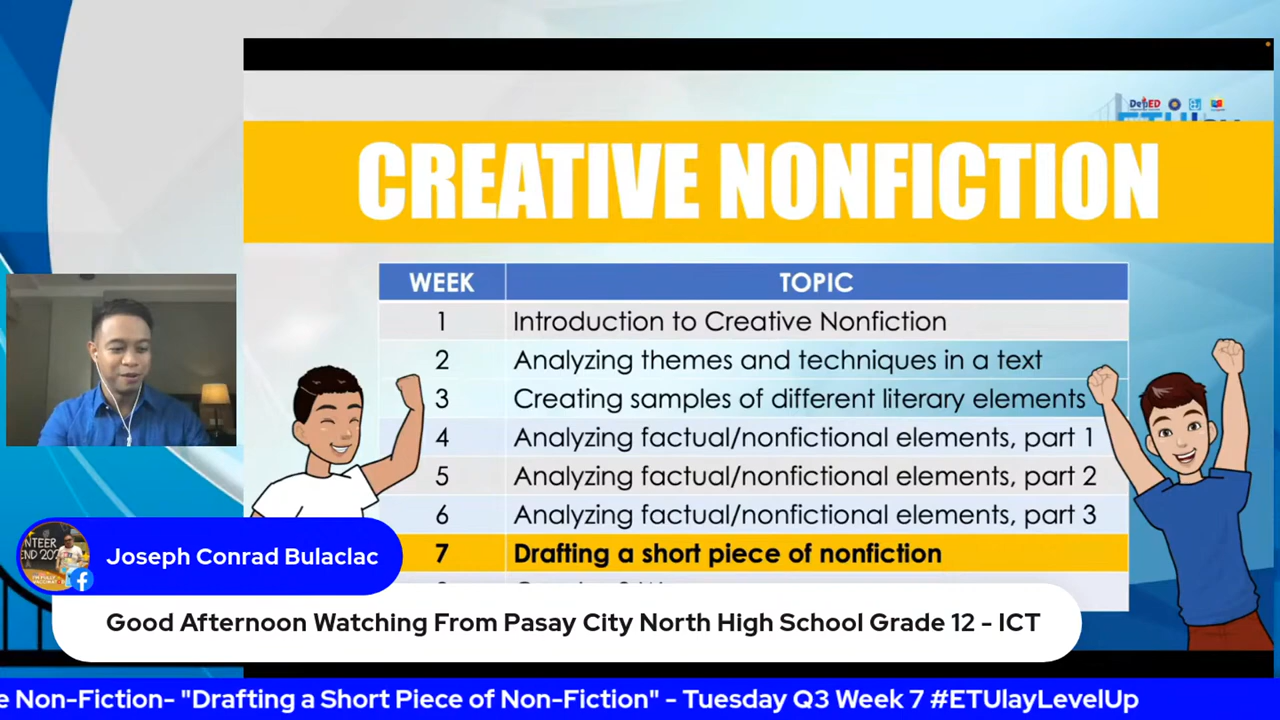 DepED
ETUlay
CREATIVE NONFICTION
WEEK TOPIC
1 Introduction to Creative Nonfiction
2 Analyzing themes and techniques in a text
3 Creating samples of different literary elements
4 Analyzing factual/nonfictional elements, part 1
5 Analyzing factual/nonfictional elements, part 2
6 Analyzing factual/nonfictional elements, part 3
7 Drafting a short piece of nonfiction
Joseph Conrad Bulaclac
Good Afternoon Watching From Pasay City North High School Grade 12 - ICT
e Non-Fiction- "Drafting a Short Piece of Non-Fiction" - Tuesday Q3 Week 7 #ETUlayLevelUp